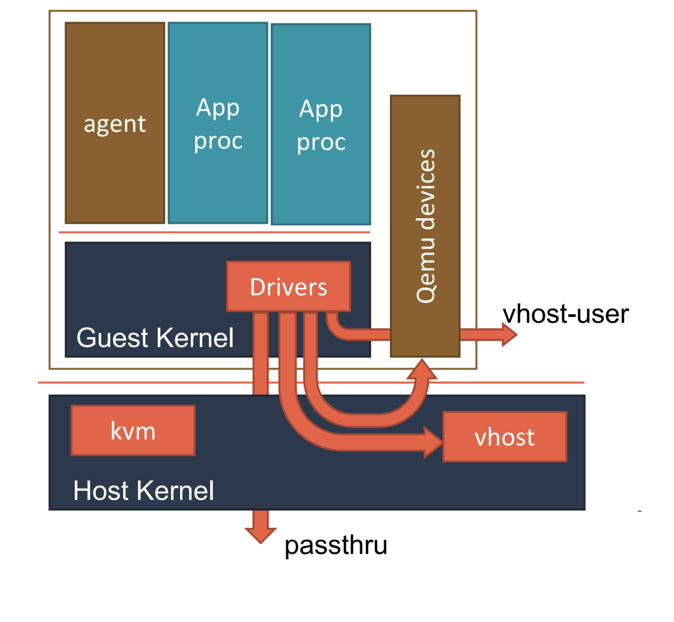 agent
App
proc
App
proc
Qemu devices
Drivers
Guest Kernel
vhost-user
kvm
vhost
Host Kernel
passthru